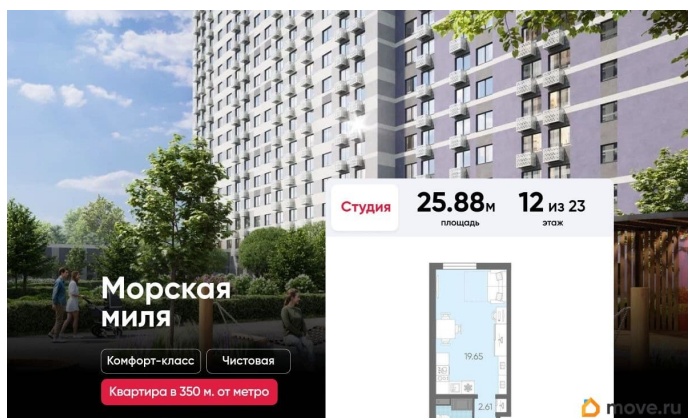 Студия
25.88м
площадь
12 из 23
этаж
Морская
миля
Комфорт-класс
Чистовая
Квартира в 350 м. от метро
19.65
2.61
move.ru